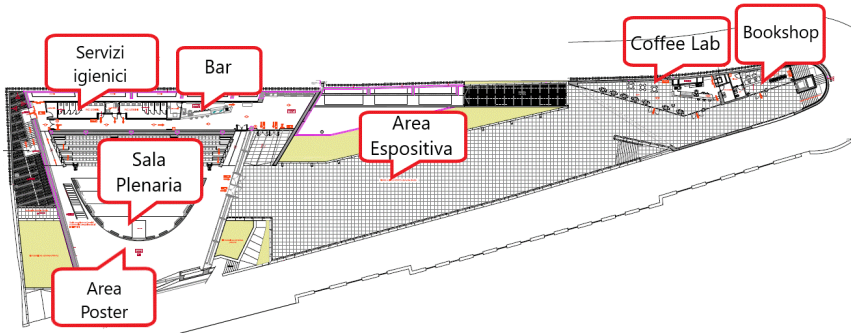 Servizi
igienici
Bar
Coffee Lab
Bookshop
Area
Espositiva
Sala
Plenaria
Area
Poster